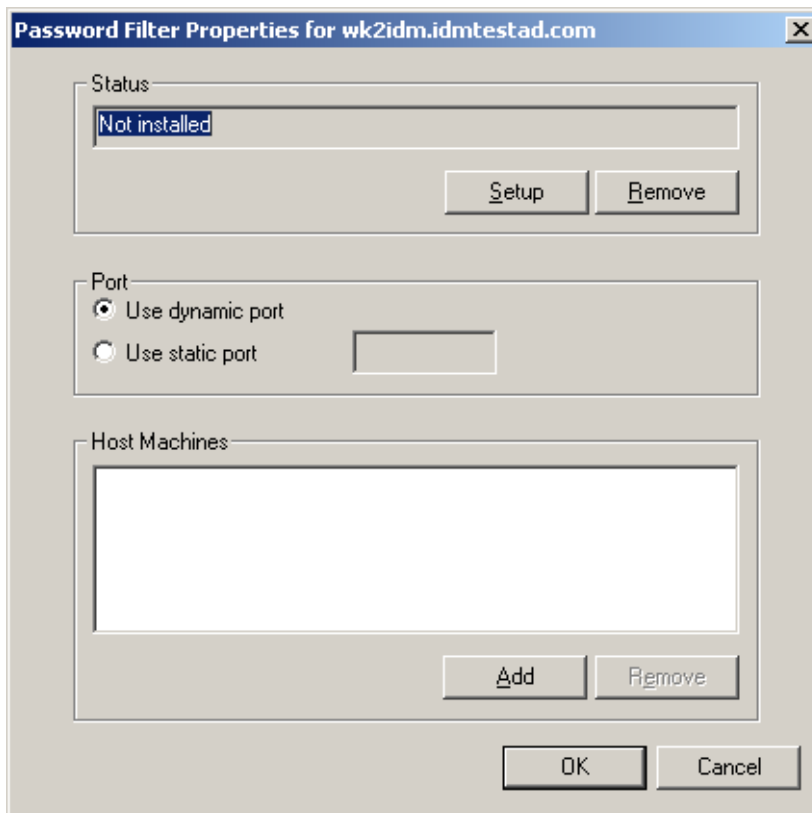 Password Filter Properties for wk2idm.idmtestad.com
Status
Not installed
Setup Remove
Port
Use dynamic port
Use static port
Host Machines
Add Remove
OK Cancel